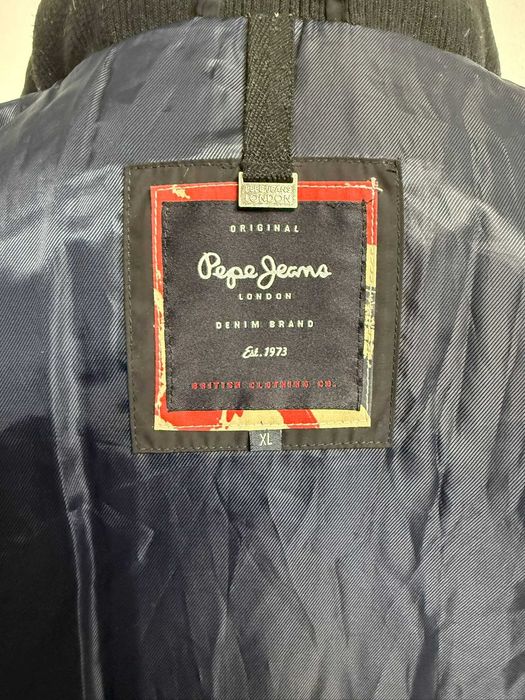 PEPE JEANS
LONDON
ORIGINAL
Pepe Jeans
LONDON
DENIM BRAND
Est. 1973
BRITISH CLOTHING CO.
XL